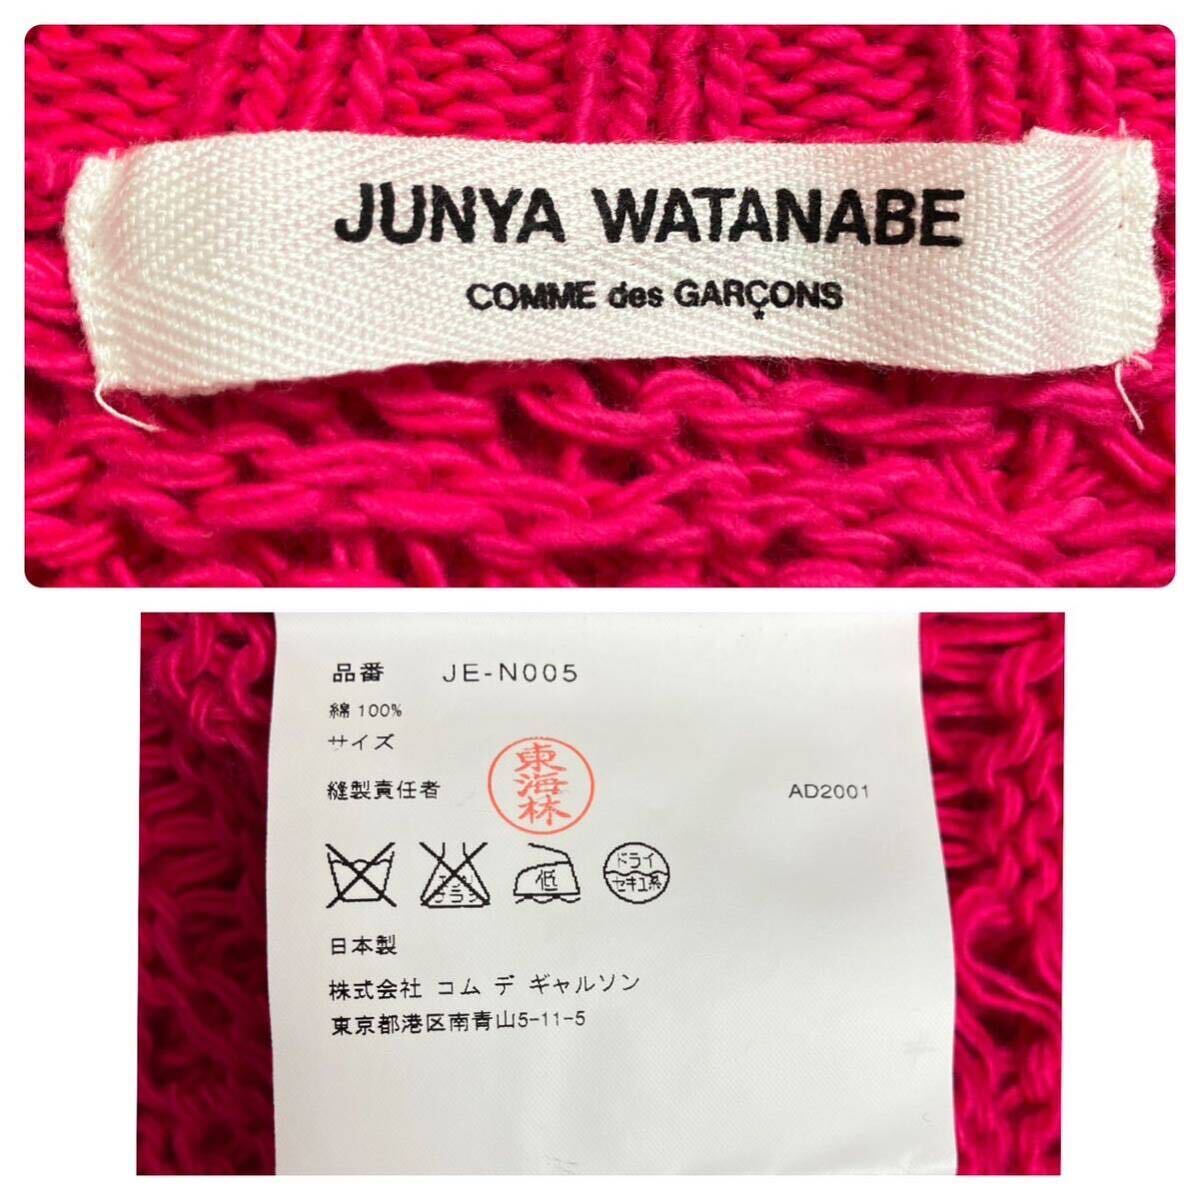 JUNYA WATANABE
COMME des GARÇONS
品番 JE-N005
綿 100%
サイズ
縫製責任者 東海林 AD2001
低 ドライ
セキユ系
日本製
株式会社 コム デ ギャルソン
東京都港区南青山5-11-5